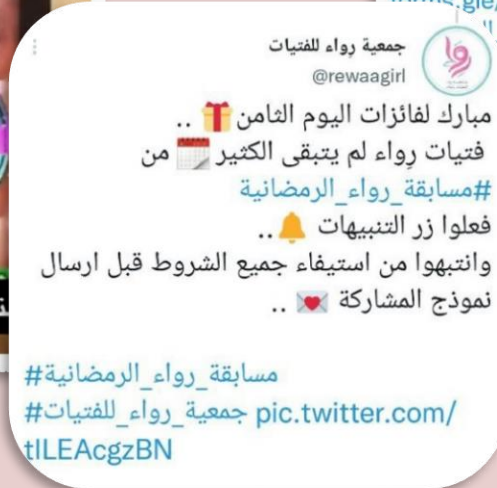 جمعية رواء للفتيات
@rewaagirl
مبارك لفائزات اليوم الثامن 🎁 ..
فتيات رِواء لم يتبقى الكثير 🗓️ من
#مسابقة_رواء_الرمضانية
فعلوا زر التنبيهات 🔔 ..
وانتبهوا من استيفاء جميع الشروط قبل ارسال
نموذج المشاركة 💌 ..
#مسابقة_رواء_الرمضانية
#جمعية_رواء_للفتيات pic.twitter.com/
tlLEAcgzBN